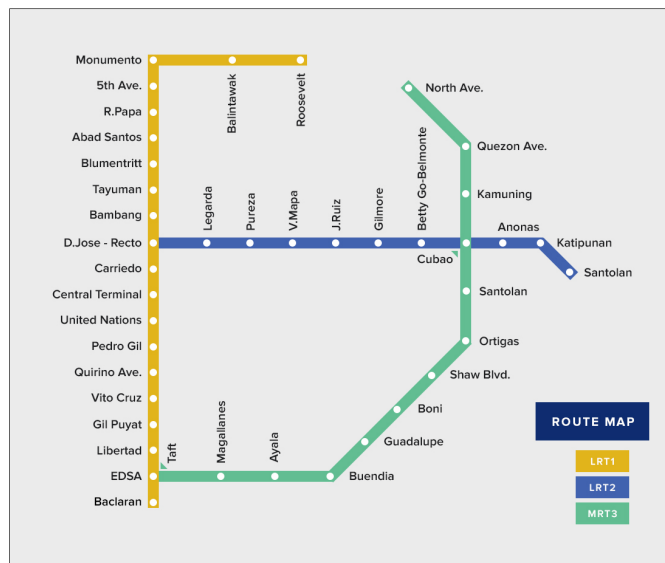 Monumento
5th Ave.
R.Papa
Abad Santos
Blumentritt
Tayuman
Bambang
D.Jose - Recto
Carriedo
Central Terminal
United Nations
Pedro Gil
Quirino Ave.
Vito Cruz
Gil Puyat
Libertad
EDSA
Baclaran
Balintawak
Roosevelt
Legarda
Pureza
V.Mapa
J.Ruiz
Gilmore
Betty Go-Belmonte
Cubao
Anonas
Katipunan
Santolan
North Ave.
Quezon Ave.
Kamuning
Santolan
Ortigas
Shaw Blvd.
Boni
Guadalupe
Buendia
Ayala
Magallanes
Taft
ROUTE MAP
LRT1
LRT2
MRT3